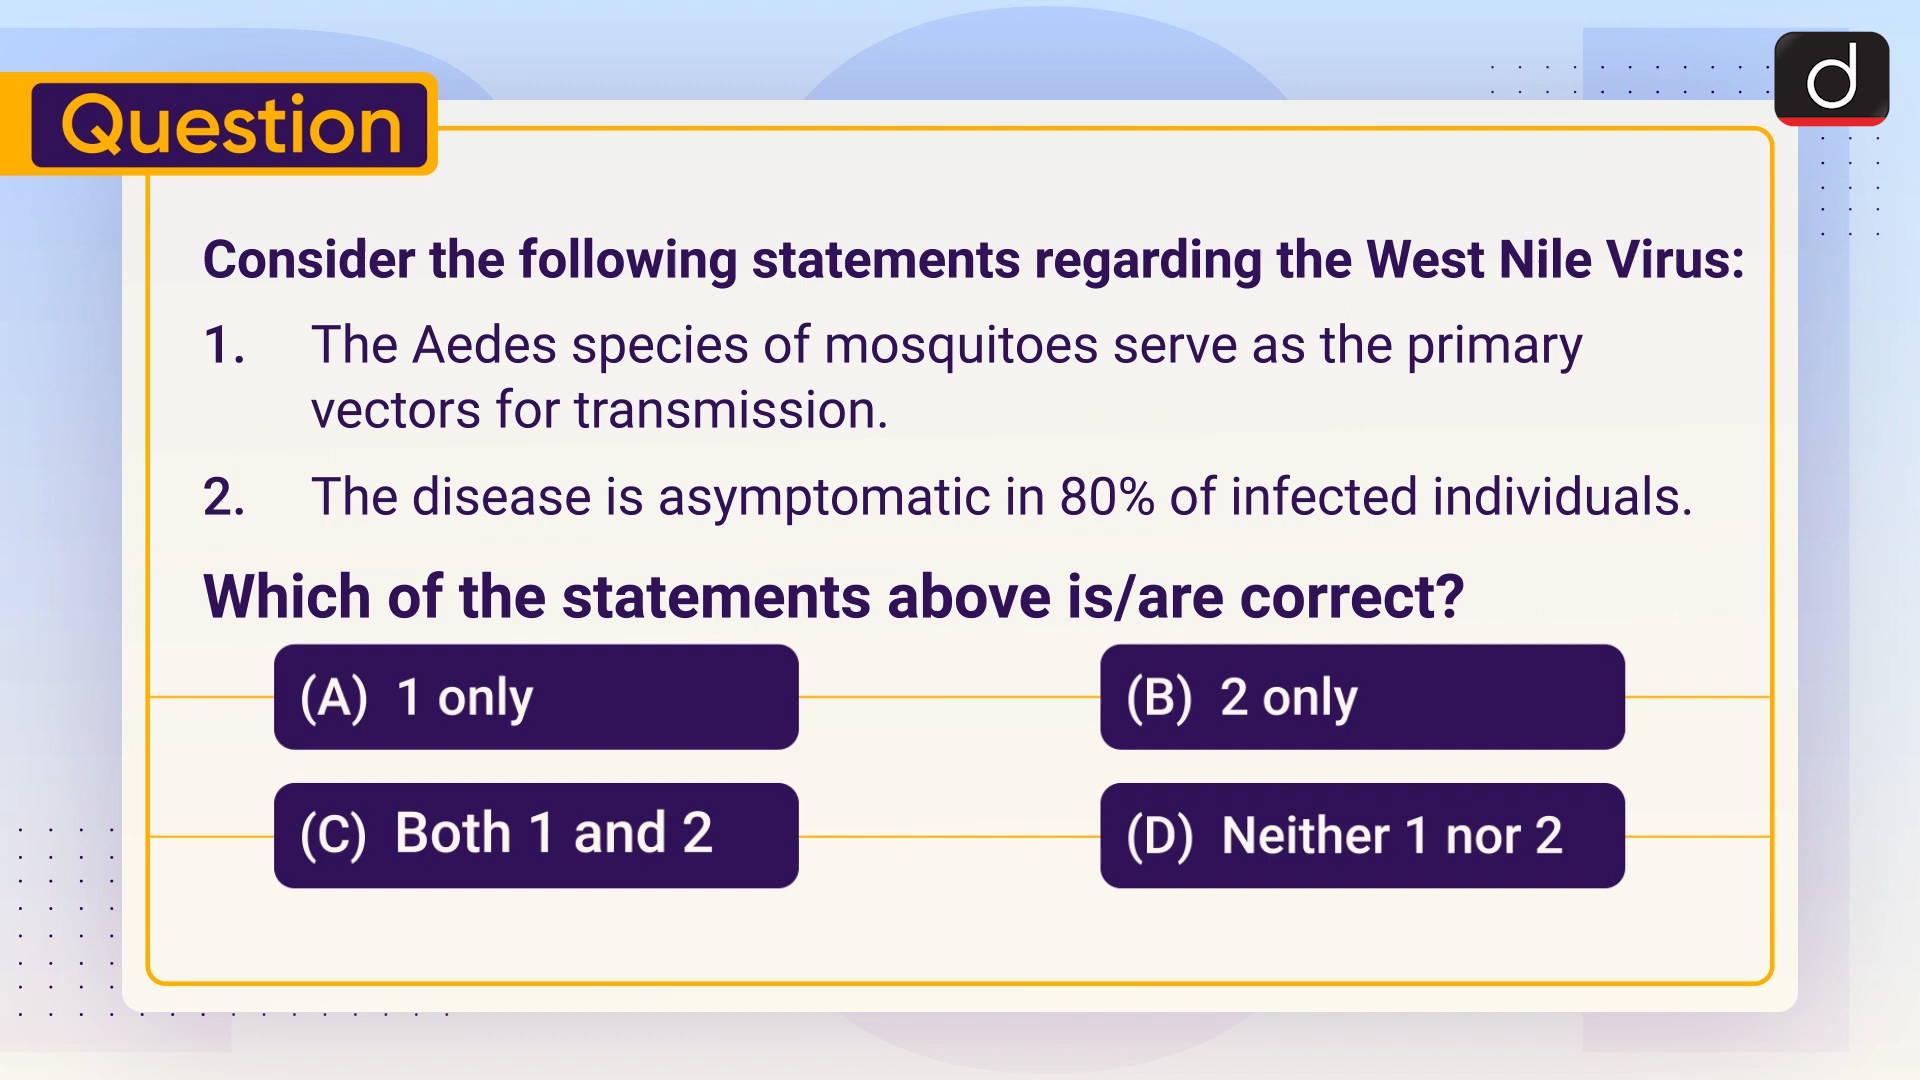 Question
d
Consider the following statements regarding the West Nile Virus:
1. The Aedes species of mosquitoes serve as the primary
vectors for transmission.
2. The disease is asymptomatic in 80% of infected individuals.
Which of the statements above is/are correct?
(A) 1 only
(B) 2 only
(C) Both 1 and 2
(D) Neither 1 nor 2